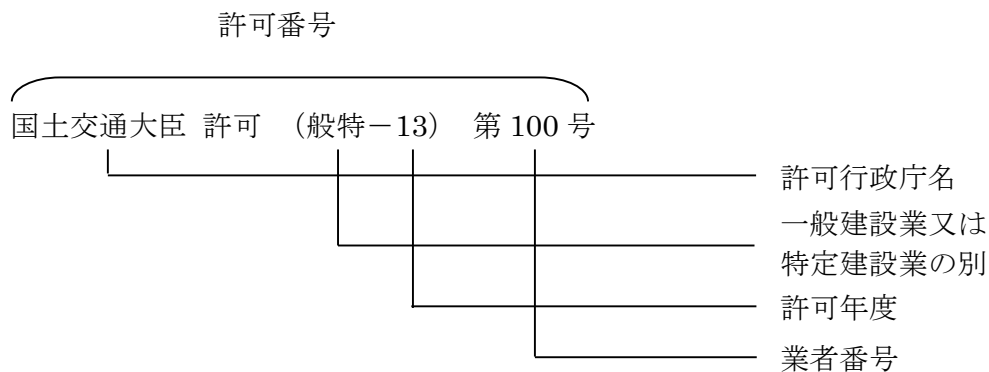 許可番号
国土交通大臣 許可 （般特－13） 第 100 号
許可行政庁名
一般建設業又は
特定建設業の別
許可年度
業者番号